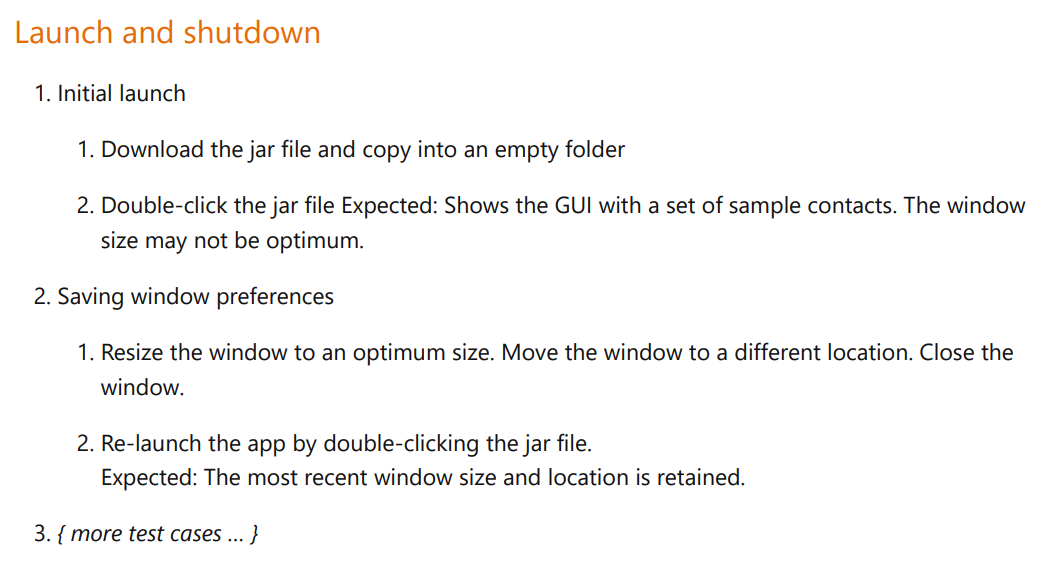 Launch and shutdown
1. Initial launch
1. Download the jar file and copy into an empty folder
2. Double-click the jar file Expected: Shows the GUI with a set of sample contacts. The window
size may not be optimum.
2. Saving window preferences
1. Resize the window to an optimum size. Move the window to a different location. Close the
window.
2. Re-launch the app by double-clicking the jar file.
Expected: The most recent window size and location is retained.
3. { more test cases … }